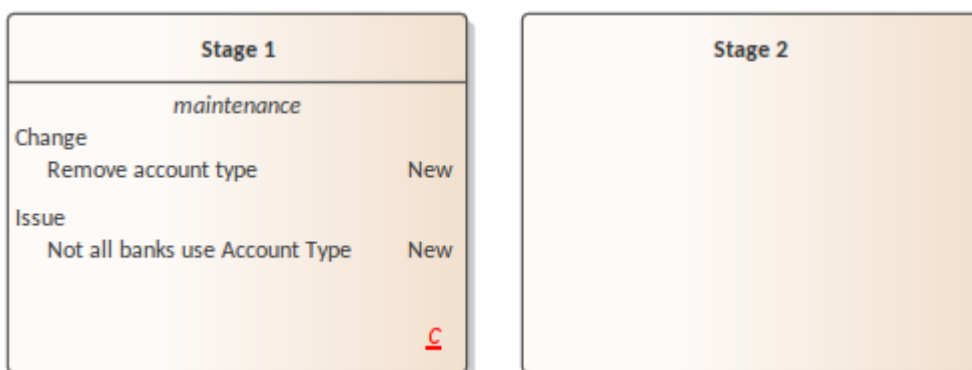 Stage 1
maintenance
Change
Remove account type New
Issue
Not all banks use Account Type New
C
Stage 2